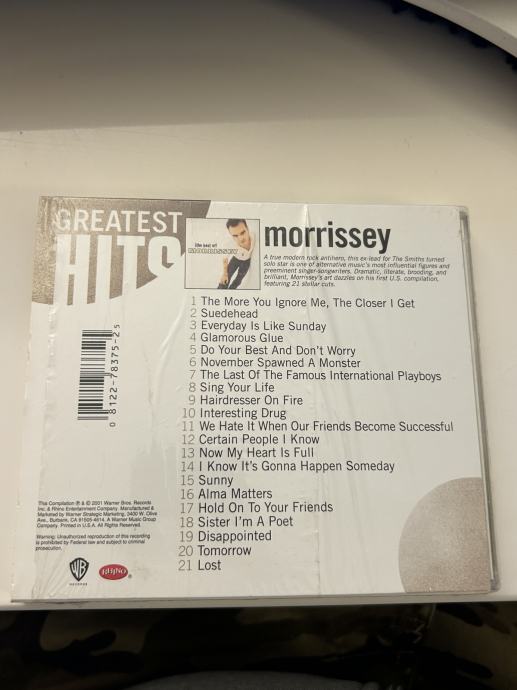 GREATEST
HITS
the best of!
MORRISSEY
morrissey
A true modern rock antihero, this ex-lead for The Smiths turned
solo star is one of alternative music's most influential figures and
preeminent singer-songwriters. Dramatic, literate, brooding, and
brilliant, Morrissey's art dazzles on his first U.S. compilation,
featuring 21 stellar cuts.
1 The More You Ignore Me, The Closer I Get
2 Suedehead
3 Everyday Is Like Sunday
4 Glamorous Glue
5 Do Your Best And Don't Worry
6 November Spawned A Monster
7 The Last Of The Famous International Playboys
8 Sing Your Life
9 Hairdresser On Fire
10 Interesting Drug
11 We Hate It When Our Friends Become Successful
12 Certain People I Know
13 Now My Heart Is Full
14 I Know It's Gonna Happen Someday
15 Sunny
16 Alma Matters
17 Hold On To Your Friends
18 Sister I'm A Poet
19 Disappointed
20 Tomorrow
21 Lost
0 8122-78375-2 5
This Compilation ℗ & © 2001 Warner Bros. Records
Inc. & Rhino Entertainment Company. Manufactured &
Marketed by Warner Strategic Marketing, 3400 W. Olive
Ave., Burbank, CA 91505-4614. A Warner Music Group
Company. Printed in U.S.A. All Rights Reserved.
Warning: Unauthorized reproduction of this recording
is prohibited by Federal law and subject to criminal
prosecution.
WB
RECORDS
RHINO